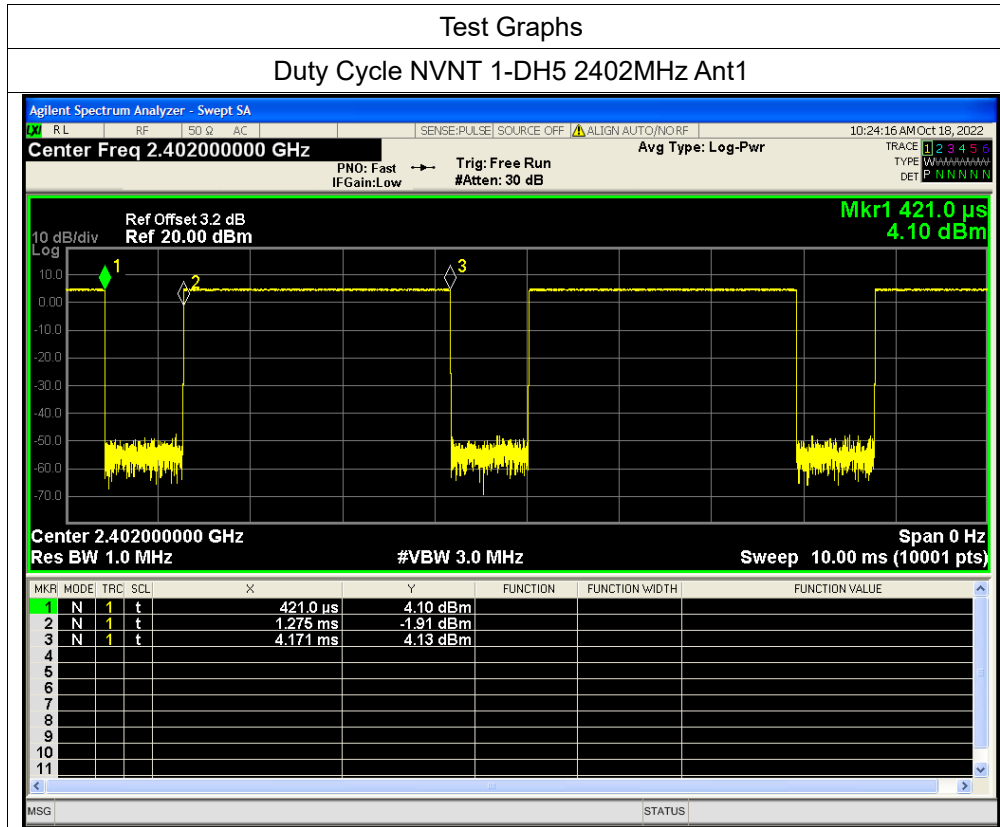 Test Graphs
Duty Cycle NVNT 1-DH5 2402MHz Ant1
Agilent Spectrum Analyzer - Swept SA
LXI RL RF 50 Ω AC SENSE:PULSE SOURCE OFF ALIGN AUTO/NO RF 10:24:16 AM Oct 18, 2022
Center Freq 2.402000000 GHz Avg Type: Log-Pwr TRACE 1 2 3 4 5 6
PNO: Fast Trig: Free Run TYPE
IFGain:Low #Atten: 30 dB DET P N N N N N
Mkr1 421.0 µs
Ref Offset 3.2 dB
10 dB/div Ref 20.00 dBm 4.10 dBm
Log
1
2
3
10.0
0.00
-10.0
-20.0
-30.0
-40.0
-50.0
-60.0
-70.0
Center 2.402000000 GHz Span 0 Hz
Res BW 1.0 MHz #VBW 3.0 MHz Sweep 10.00 ms (10001 pts)
MKR MODE TRC SCL X Y FUNCTION FUNCTION WIDTH FUNCTION VALUE
1 N 1 t 421.0 µs 4.10 dBm
2 N 1 t 1.275 ms -1.91 dBm
3 N 1 t 4.171 ms 4.13 dBm
4
5
6
7
8
9
10
11
MSG STATUS